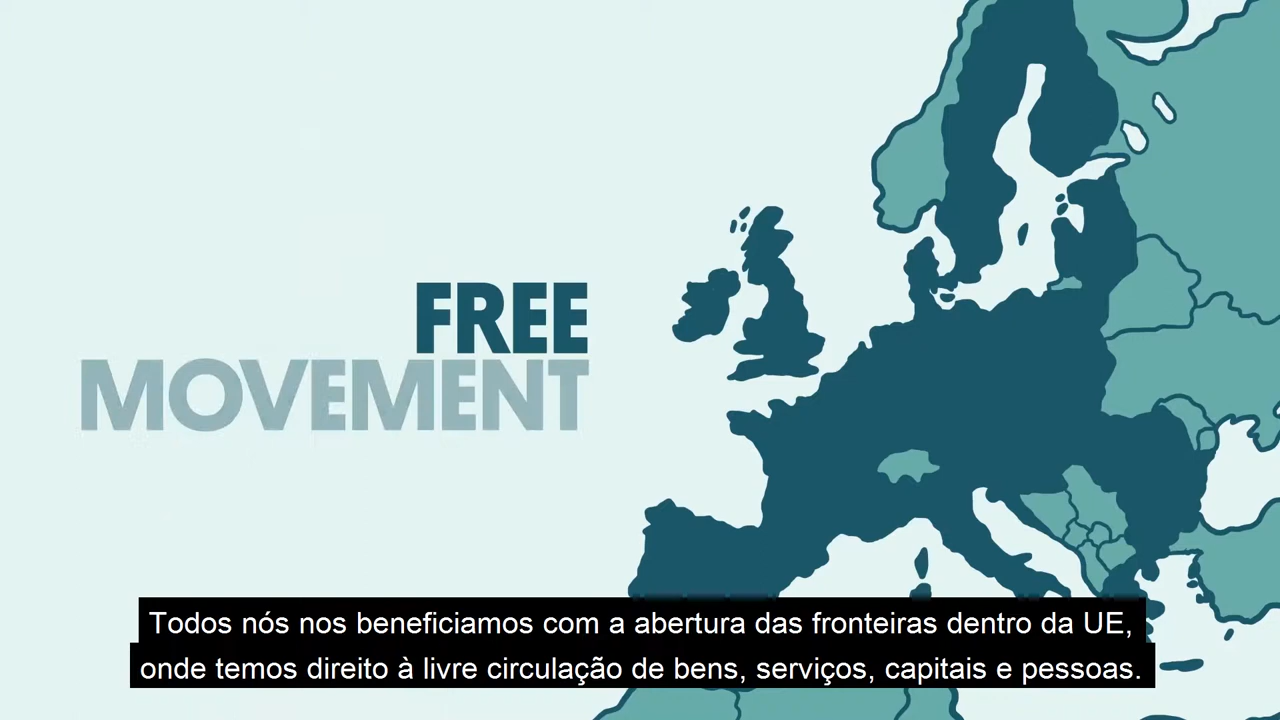 FREE
MOVEMENT
Todos nós nos beneficiamos com a abertura das fronteiras dentro da UE,
onde temos direito à livre circulação de bens, serviços, capitais e pessoas.